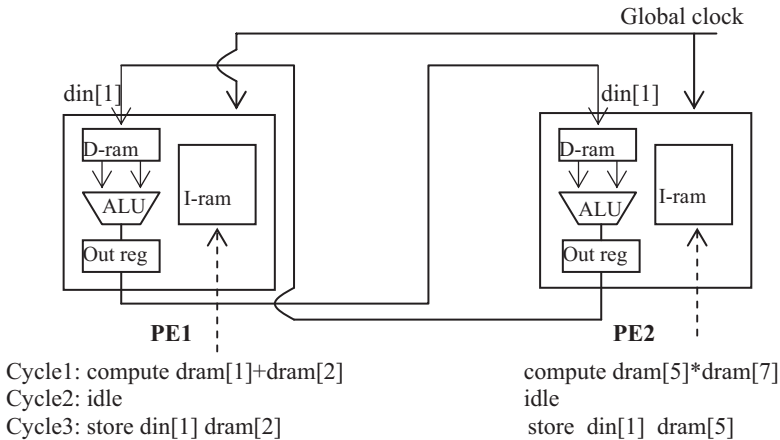 Global clock
din[1]
din[1]
D-ram
D-ram
I-ram
I-ram
ALU
ALU
Out reg
Out reg
PE1
PE2
Cycle1: compute dram[1]+dram[2]
compute dram[5]*dram[7]
Cycle2: idle
idle
Cycle3: store din[1] dram[2]
store din[1] dram[5]